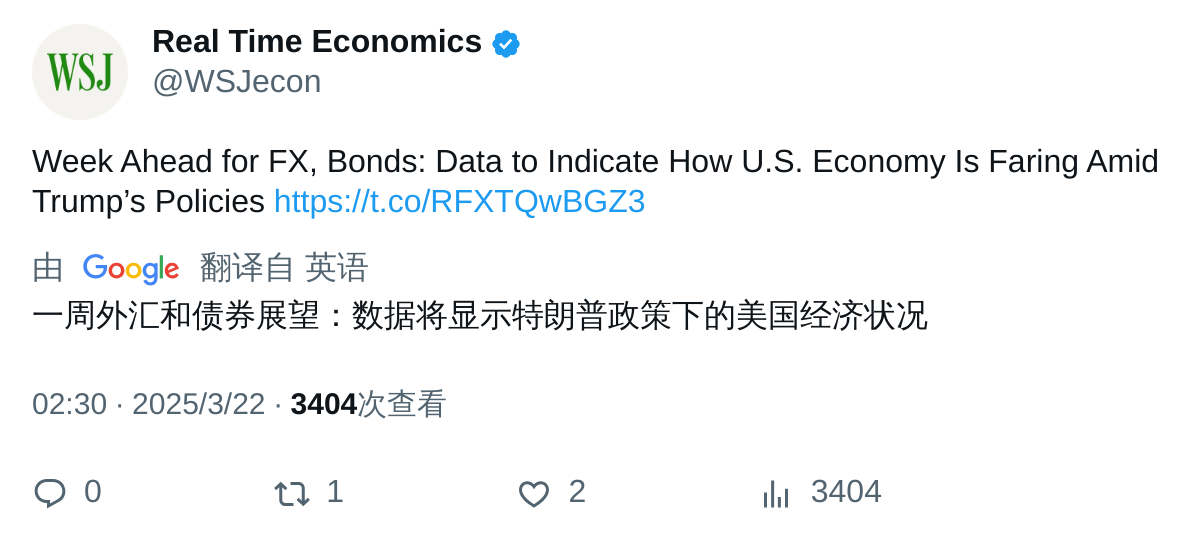 WSJ
Real Time Economics
@WSJecon
Week Ahead for FX, Bonds: Data to Indicate How U.S. Economy Is Faring Amid
Trump’s Policies https://t.co/RFXTQwBGZ3
由 Google 翻译自 英语
一周外汇和债券展望：数据将显示特朗普政策下的美国经济状况
02:30 · 2025/3/22 · 3404次查看
0 1 2 3404